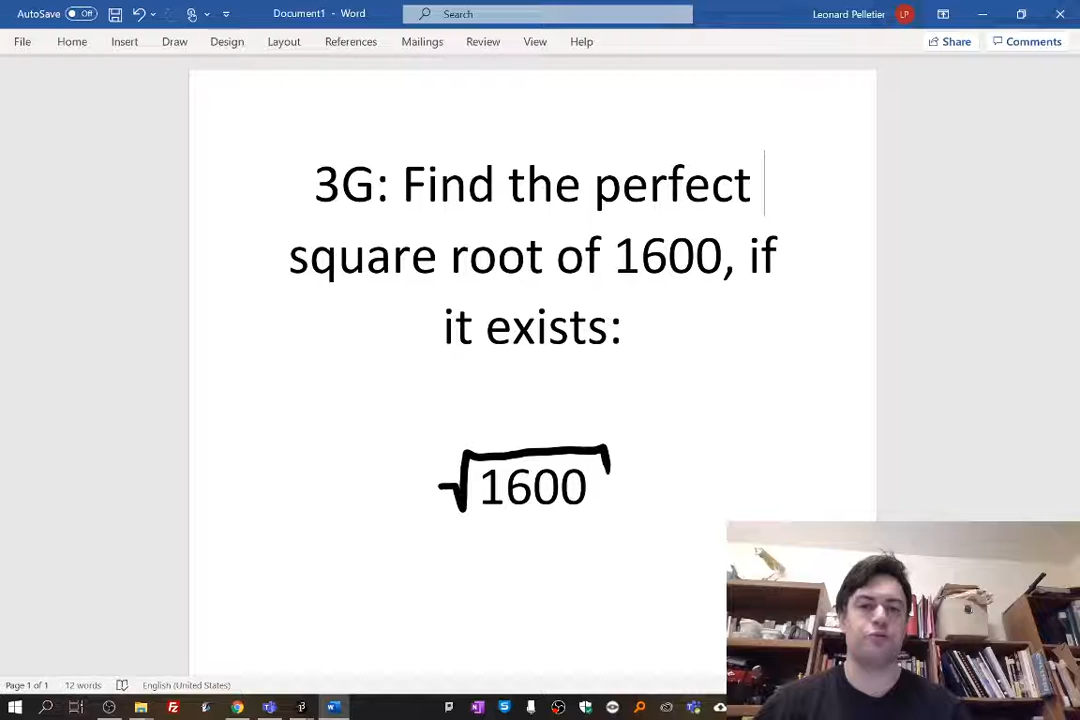 AutoSave Off Document1 - Word Search Leonard Pelletier LP
File Home Insert Draw Design Layout References Mailings Review View Help Share Comments
3G: Find the perfect
square root of 1600, if
it exists:
√1600
Page 1 of 1 12 words English (United States)